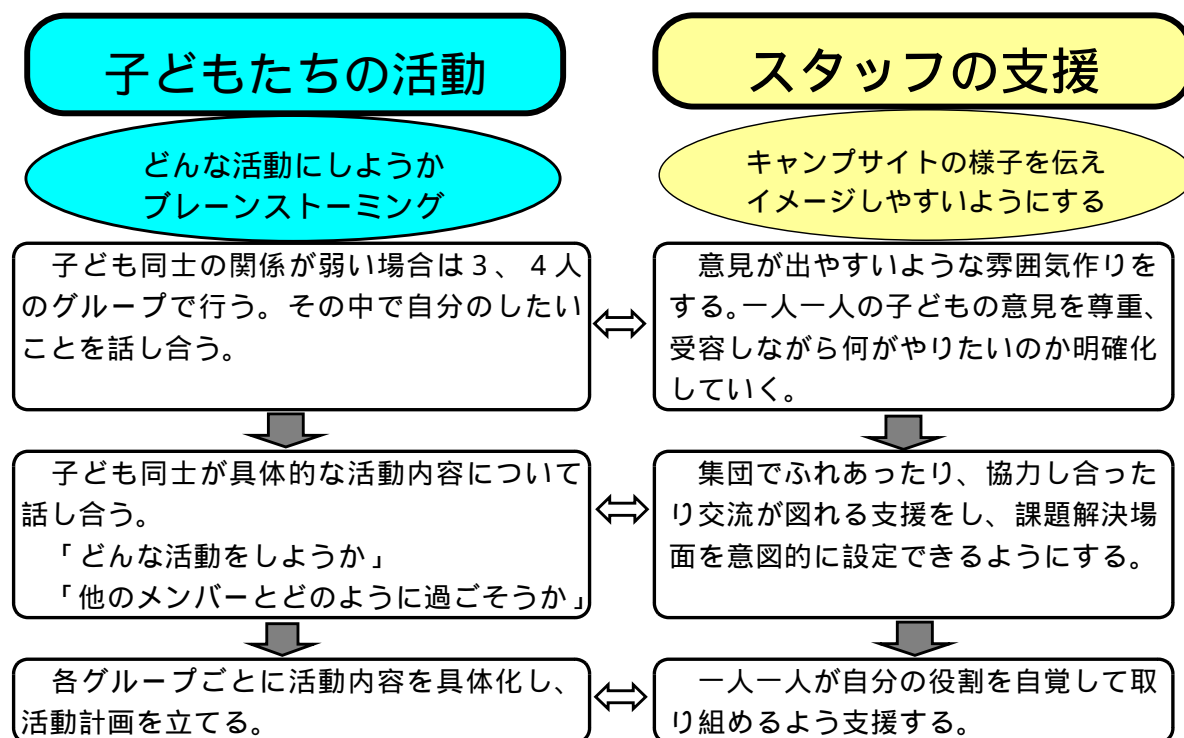 子どもたちの活動
どんな活動にしようか
ブレーンストーミング
子ども同士の関係が弱い場合は３、４人
のグループで行う。その中で自分のしたい
ことを話し合う。
子ども同士が具体的な活動内容について
話し合う。
「どんな活動をしようか」
「他のメンバーとどのように過ごそうか」
各グループごとに活動内容を具体化し、
活動計画を立てる。
スタッフの支援
キャンプサイトの様子を伝え
イメージしやすいようにする
意見が出やすいような雰囲気作りを
する。一人一人の子どもの意見を尊重、
受容しながら何がやりたいのか明確化
していく。
集団でふれあったり、協力し合った
り交流が図れる支援をし、課題解決場
面を意図的に設定できるようにする。
一人一人が自分の役割を自覚して取
り組めるよう支援する。